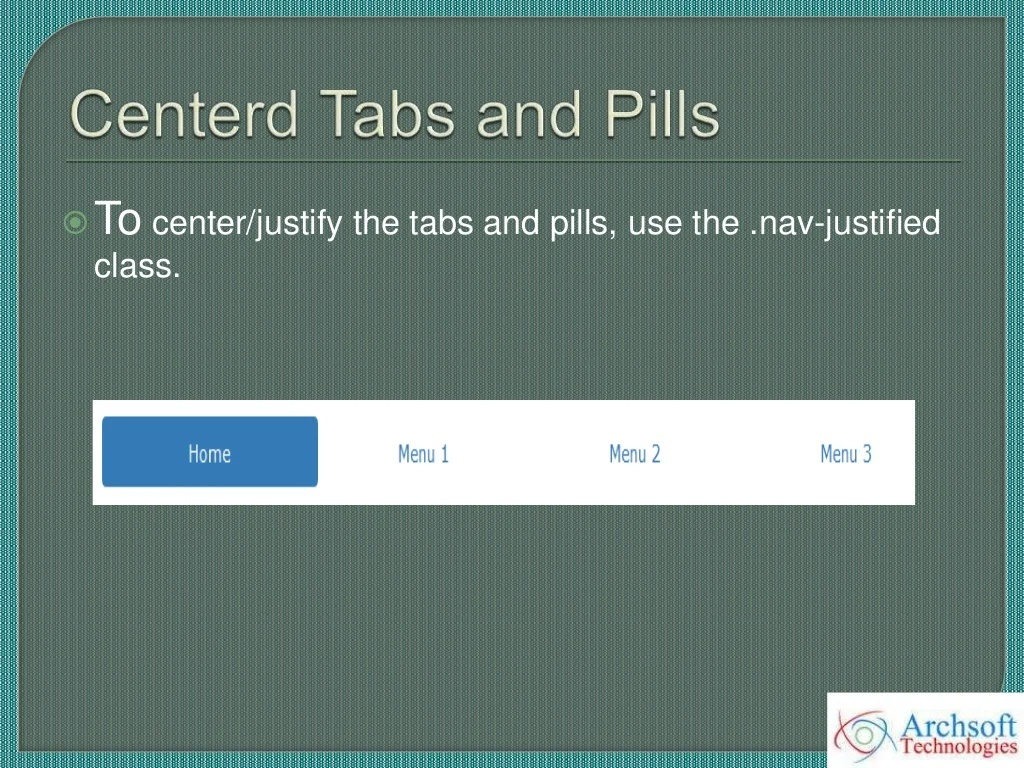 Centerd Tabs and Pills
To center/justify the tabs and pills, use the .nav-justified
class.
Home Menu 1 Menu 2 Menu 3
Archsoft
Technologies